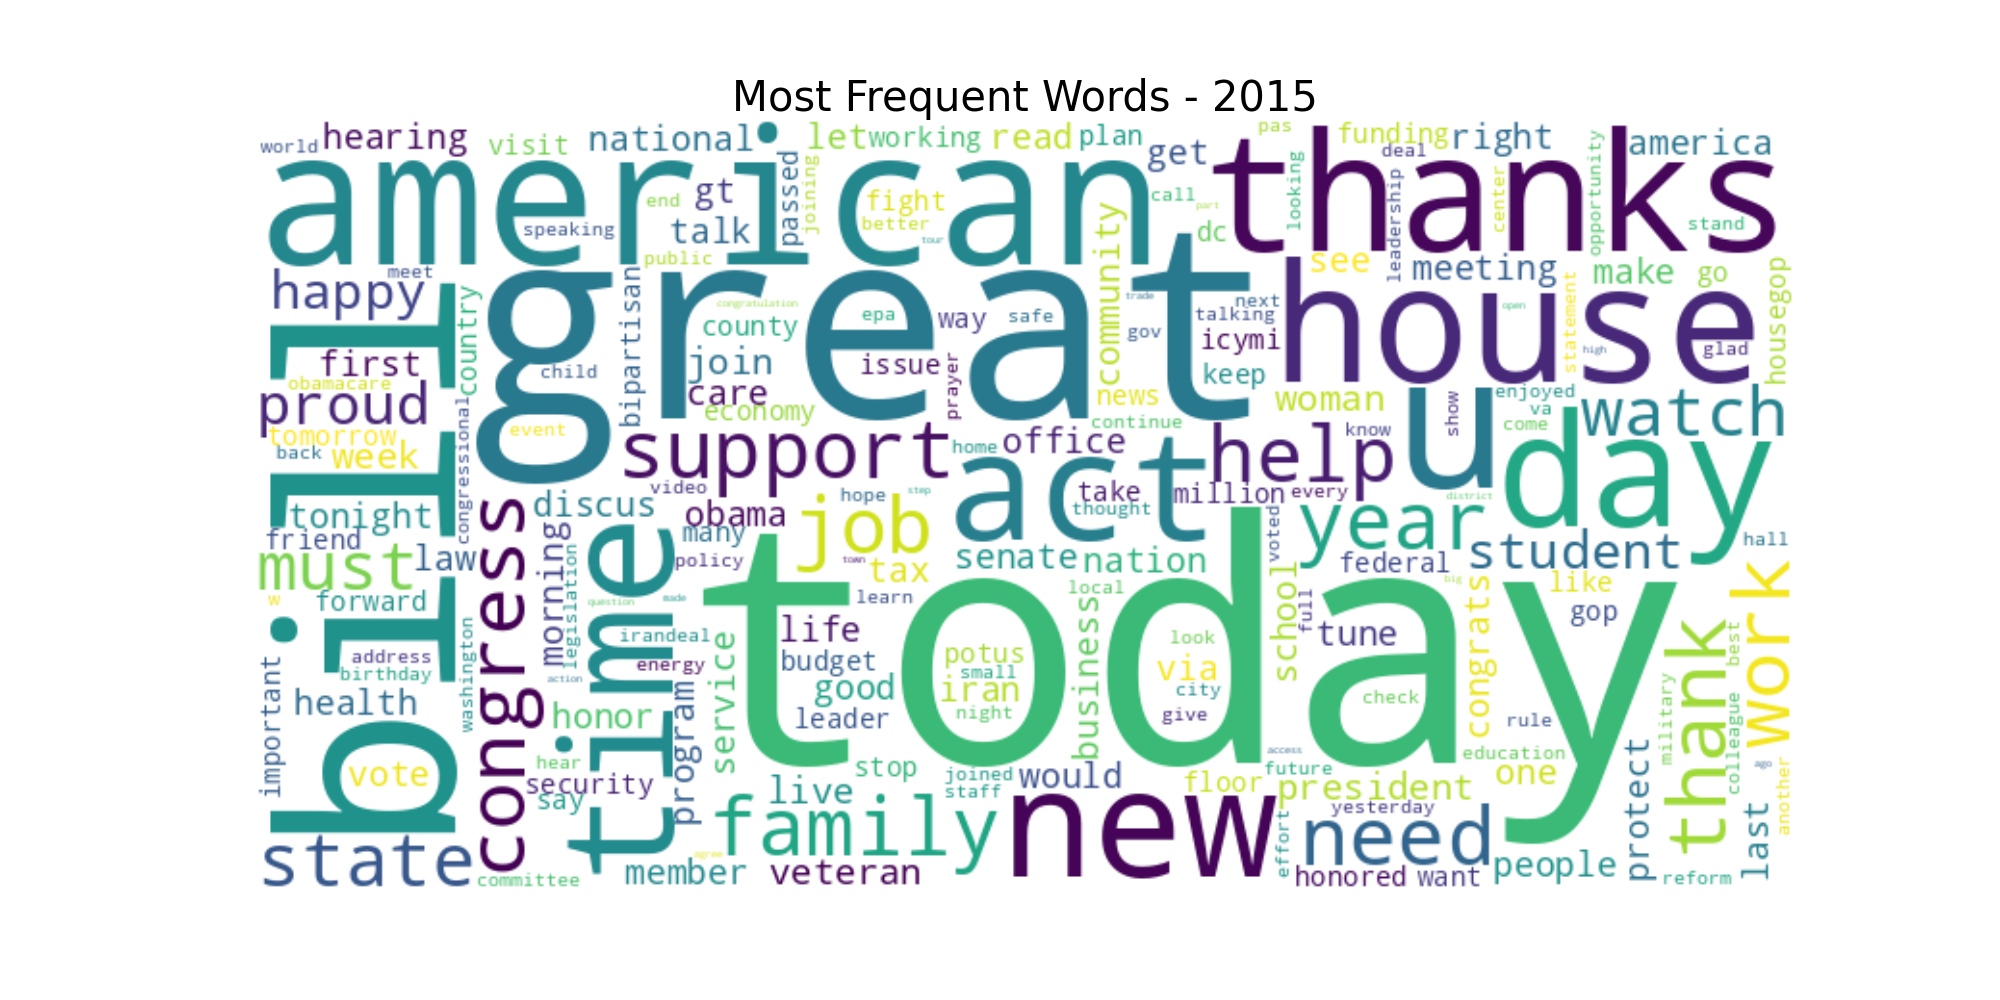 Most Frequent Words - 2015
world
hearing
visit
national
let
working
read
plan
pas
funding
right
america
american
thanks
get
deal
gt
end
passed
joining
fight
better
call
part
looking
leadership
center
opportunity
stand
speaking
talk
tour
dc
public
community
see
meeting
make
go
housegop
happy
meet
great
house
country
bipartisan
congratulation
trade
next
county
epa
way
safe
gov
talking
icymi
open
statement
high
glad
first
child
join
issue
prayer
keep
obamacare
proud
care
economy
news
woman
show
enjoyed
va
watch
tomorrow
event
continue
come
back
week
congressional
support
home
office
help
know
u
day
bill
video
take
million
every
district
thought
tonight
discus
obama
job
hope
step
act
year
friend
many
voted
student
hall
must
law
congress
morning
legislation
time
policy
town
tax
senate
nation
federal
big
like
w
forward
question
made
learn
local
school
full
gop
irandeal
life
business
look
tune
congrats
address
birthday
washington
energy
service
budget
potus
small
via
thank
best
work
important
health
action
program
good
iran
city
check
military
colleague
honor
leader
night
give
rule
today
hear
access
education
vote
security
say
stop
joined
staff
would
floor
future
president
one
protect
ago
another
live
yesterday
state
family
new
effort
need
people
last
committee
agree
member
veteran
honored
want
reform